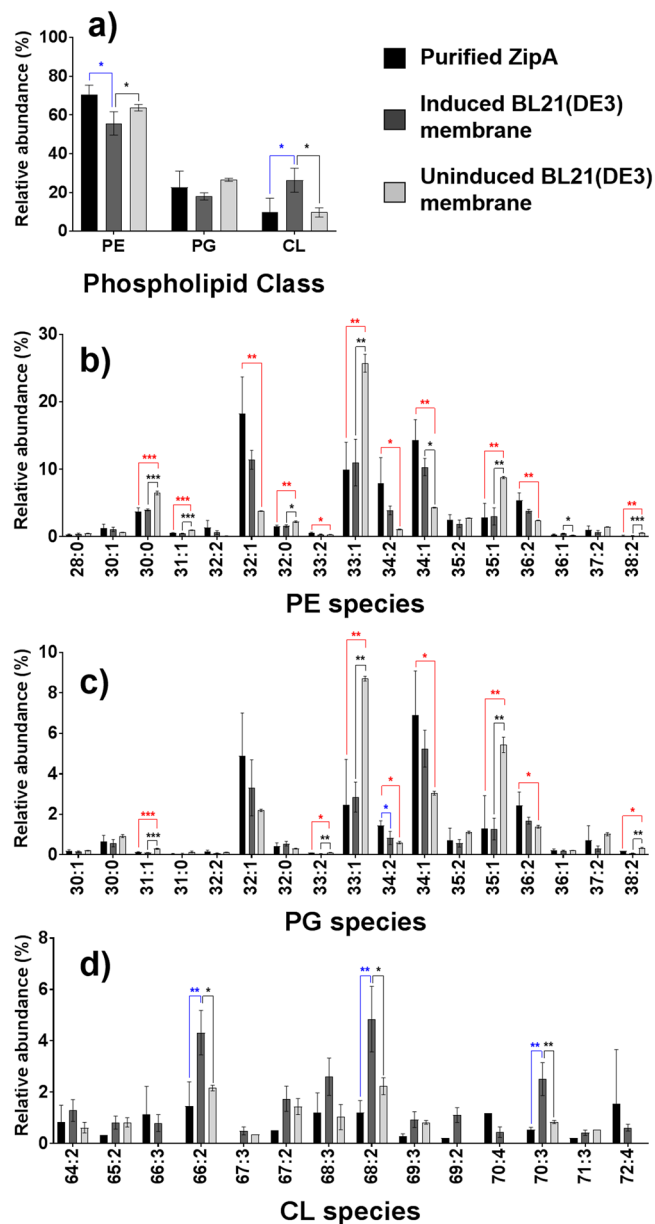 a)
Relative abundance (%)
100
80
60
40
20
0
* * * *
PE PG CL
Phospholipid Class
Purified ZipA
Induced BL21(DE3)
membrane
Uninduced BL21(DE3)
membrane
b)
Relative abundance (%)
30
20
10
0
*** *** *** *** ** ** * * ** ** * ** * ** ** ** * ** ***
28:0 30:1 30:0 31:1 32:2 32:1 32:0 33:2 33:1 34:2 34:1 35:2 35:1 36:2 36:1 37:2 38:2
PE species
c)
Relative abundance (%)
10
8
6
4
2
0
*** *** * ** ** ** * * * ** ** * * **
30:1 30:0 31:1 31:0 32:2 32:1 32:0 33:2 33:1 34:2 34:1 35:2 35:1 36:2 36:1 37:2 38:2
PG species
d)
Relative abundance (%)
8
6
4
2
0
** * ** * ** **
64:2 65:2 66:3 66:2 67:3 67:2 68:3 68:2 69:3 69:2 70:4 70:3 71:3 72:4
CL species